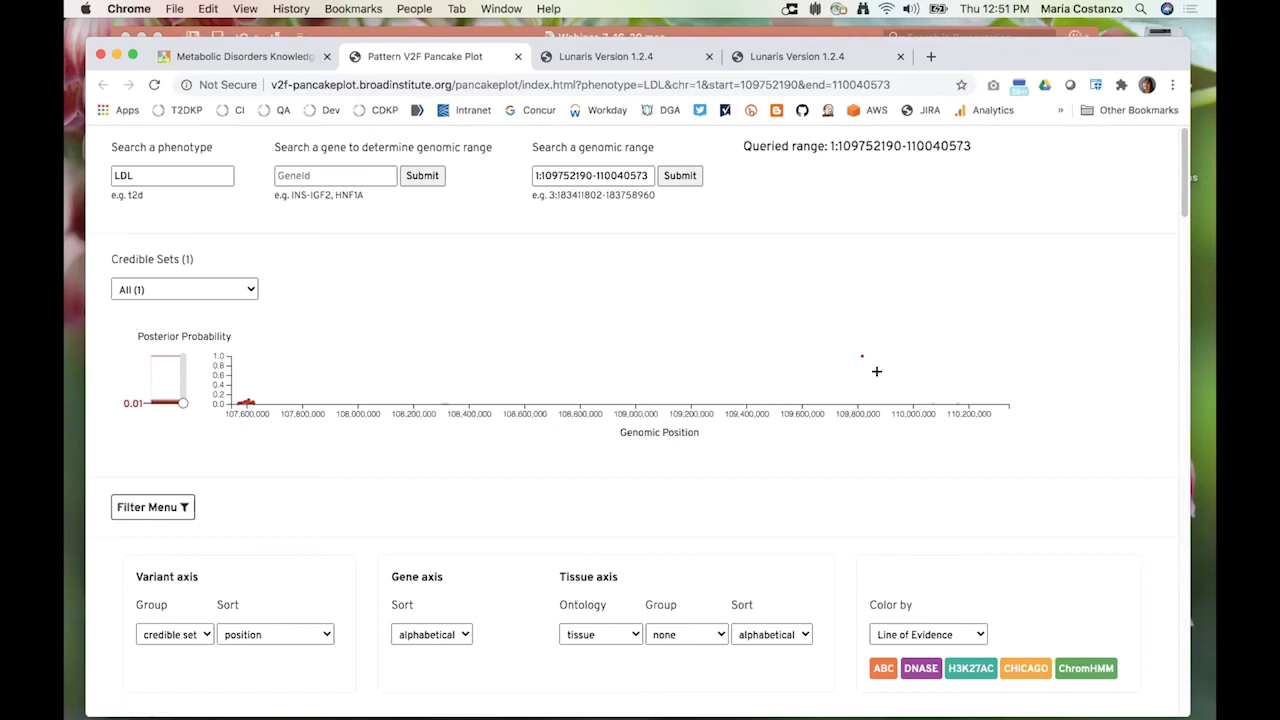 Chrome File Edit View History Bookmarks People Tab Window Help Thu 12:51 PM Maria Costanzo
Metabolic Disorders Knowledg Pattern V2F Pancake Plot Lunaris Version 1.2.4 Lunaris Version 1.2.4
Not Secure v2f-pancakeplot.broadinstitute.org/pancakeplot/index.html?phenotype=LDL&chr=1&start=109752190&end=110040573
Apps T2DKP CI QA Dev CDKP Intranet Concur Workday DGA AWS JIRA Analytics » Other Bookmarks
Search a phenotype Search a gene to determine genomic range Search a genomic range Queried range: 1:109752190-110040573
LDL GeneId Submit 1:109752190-110040573 Submit
e.g. t2d e.g. INS-IGF2, HNF1A e.g. 3:183411802-183758960
Credible Sets (1)
All (1)
Posterior Probability
1.0
0.8
0.6
0.4
0.2
0.01 0.0
107,600,000 107,800,000 108,000,000 108,200,000 108,400,000 108,600,000 108,800,000 109,000,000 109,200,000 109,400,000 109,600,000 109,800,000 110,000,000 110,200,000
Genomic Position
Filter Menu
Variant axis Gene axis Tissue axis
Group Sort Sort Ontology Group Sort Color by
credible set position alphabetical tissue none alphabetical Line of Evidence
ABC DNASE H3K27AC CHICAGO ChromHMM